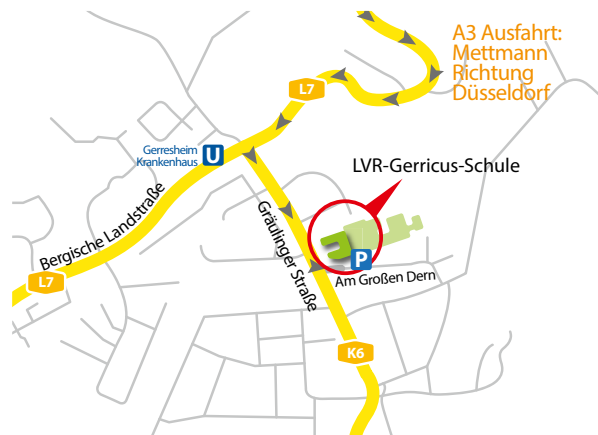 A3 Ausfahrt:
Mettmann
Richtung
Düsseldorf
L7
Gerresheim
Krankenhaus
U
LVR-Gerricus-Schule
Bergische Landstraße
Gräulinger Straße
P
Am Großen Dern
L7
K6